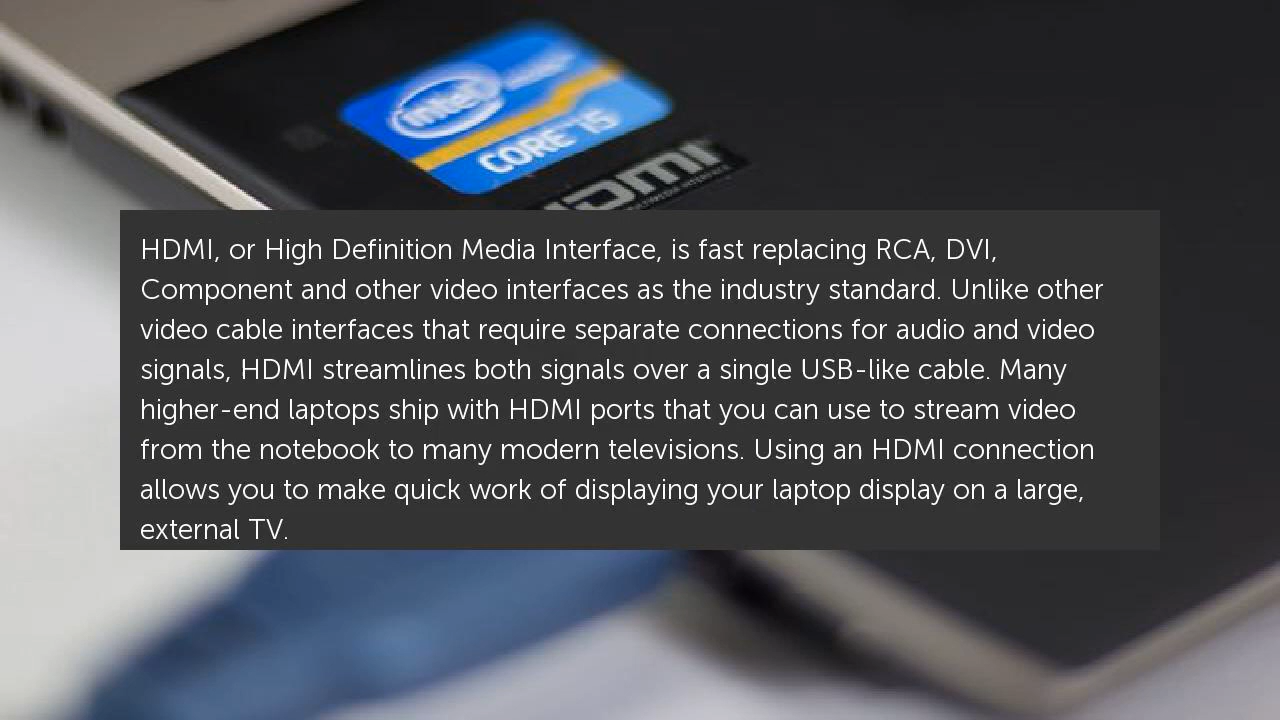 intel
CORE i5
HDMI, or High Definition Media Interface, is fast replacing RCA, DVI,
Component and other video interfaces as the industry standard. Unlike other
video cable interfaces that require separate connections for audio and video
signals, HDMI streamlines both signals over a single USB-like cable. Many
higher-end laptops ship with HDMI ports that you can use to stream video
from the notebook to many modern televisions. Using an HDMI connection
allows you to make quick work of displaying your laptop display on a large,
external TV.